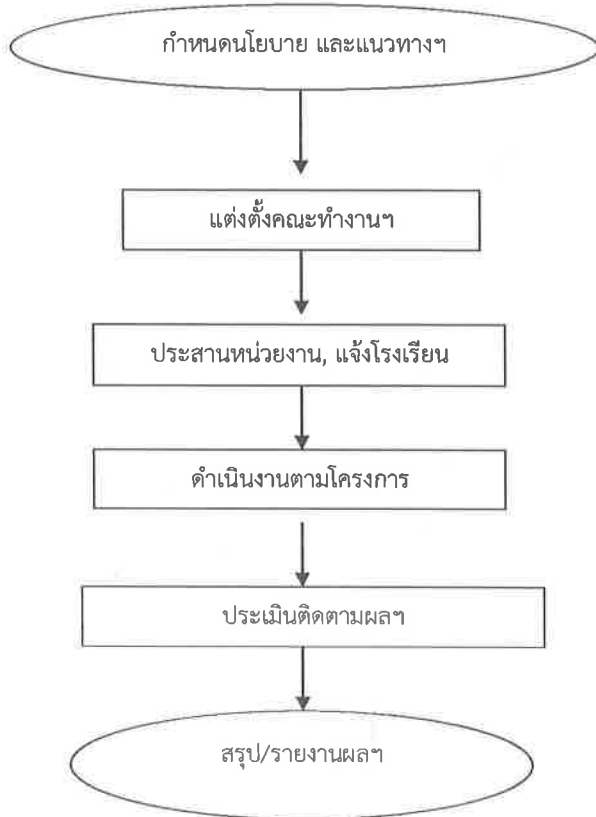 กำหนดนโยบาย และแนวทางฯ
แต่งตั้งคณะทำงานฯ
ประสานหน่วยงาน, แจ้งโรงเรียน
ดำเนินงานตามโครงการ
ประเมินติดตามผลฯ
สรุป/รายงานผลฯ